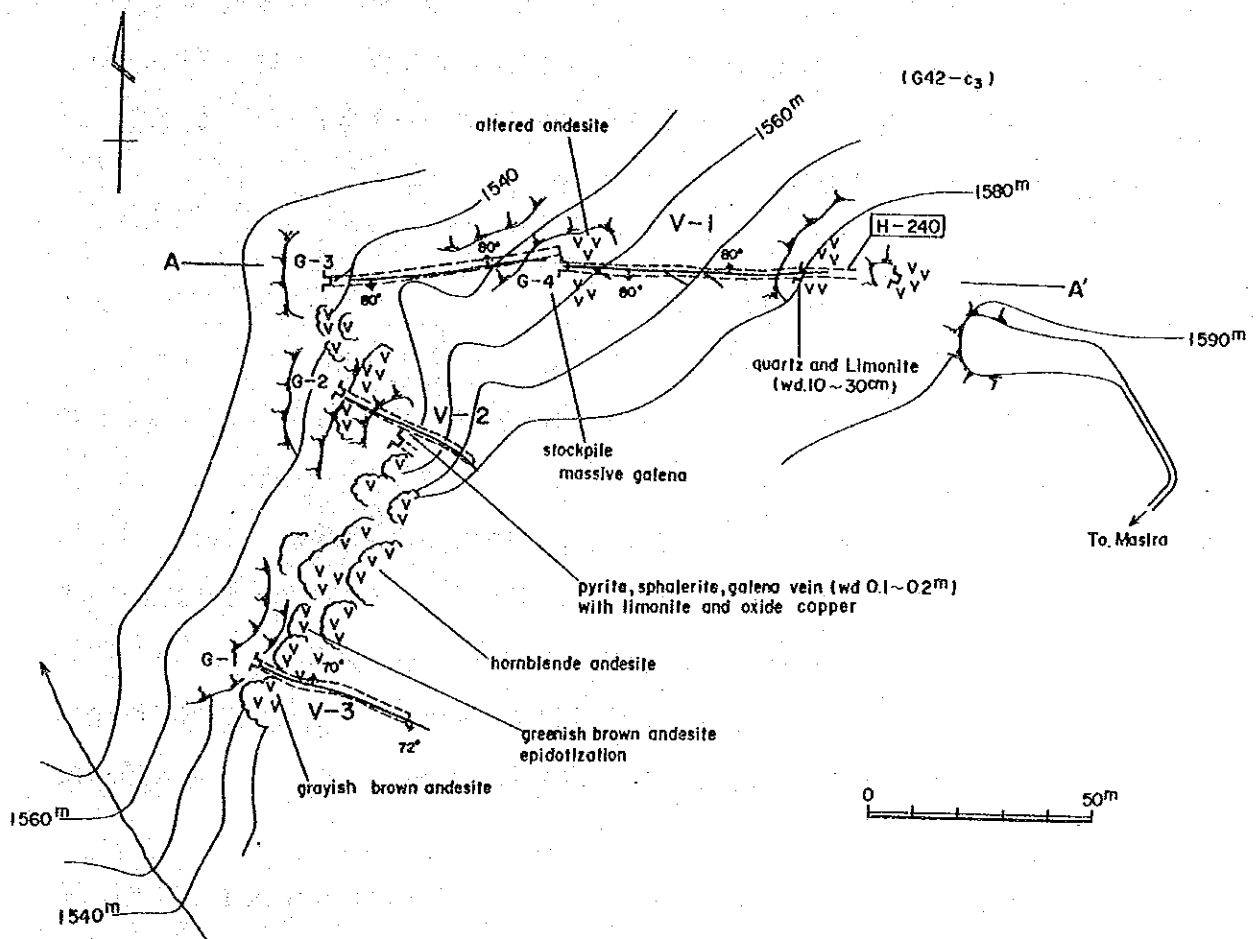 (G42-c3)
1560m
altered andesite
1540
1580m
V-1
H-240
80°
A
G-3
80°
G-4
80°
80°
A'
1590m
quartz and Limonite
(wd.10~30cm)
G-2
V-2
stockpile
massive galena
To. Masira
pyrite, sphalerite, galena vein (wd 0.1~0.2m)
with limonite and oxide copper
hornblende andesite
G-1
70°
V-3
72°
greenish brown andesite
epidotization
grayish brown andesite
0 50m
1560m
1540m